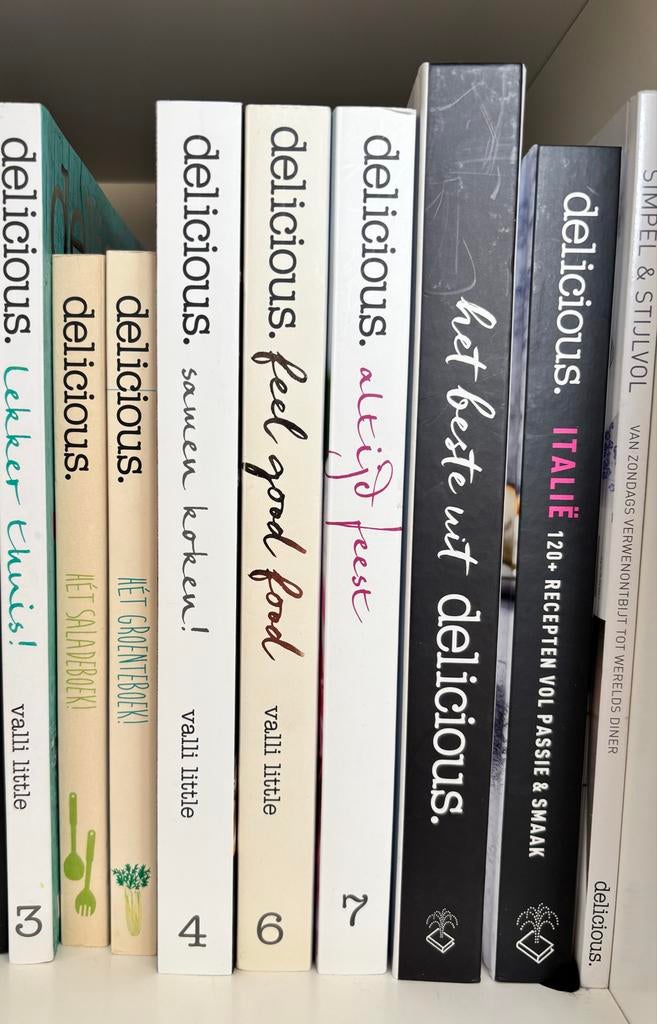 delicious. Lekker thuis! valli little 3
delicious. HÉT SALADEBOEK!
delicious. HÉT GROENTEBOEK!
delicious. samen koken! valli little 4
delicious. feel good food valli little 6
delicious. altijd feest 7
het beste uit delicious.
delicious. ITALIË 120+ RECEPTEN VOL PASSIE & SMAAK
SIMPEL & STIJLVOL VAN ZONDAGS VERWENONTBIJT TOT WERELDS DINER delicious.